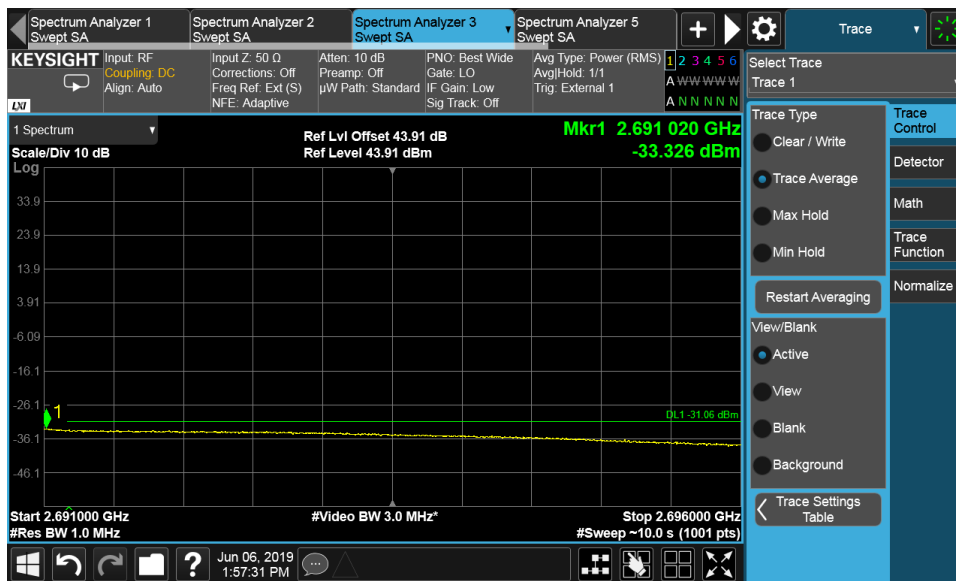 Spectrum Analyzer 1
Swept SA
Spectrum Analyzer 2
Swept SA
Spectrum Analyzer 3
Swept SA
Spectrum Analyzer 5
Swept SA
+
Trace
KEYSIGHT
LXI
Input: RF
Coupling: DC
Align: Auto
Input Z: 50 Ω
Corrections: Off
Freq Ref: Ext (S)
NFE: Adaptive
Atten: 10 dB
Preamp: Off
µW Path: Standard
PNO: Best Wide
Gate: LO
IF Gain: Low
Sig Track: Off
Avg Type: Power (RMS)
Avg|Hold: 1/1
Trig: External 1
1 2 3 4 5 6
A W W W W W
A N N N N N
Select Trace
Trace 1
1 Spectrum
Scale/Div 10 dB
Log
Ref Lvl Offset 43.91 dB
Ref Level 43.91 dBm
Mkr1 2.691 020 GHz
-33.326 dBm
33.9
23.9
13.9
3.91
-6.09
-16.1
-26.1
-36.1
-46.1
1
DL1 -31.06 dBm
Start 2.691000 GHz
#Res BW 1.0 MHz
#Video BW 3.0 MHz*
Stop 2.696000 GHz
#Sweep ~10.0 s (1001 pts)
Trace Type
Clear / Write
Trace Average
Max Hold
Min Hold
Restart Averaging
View/Blank
Active
View
Blank
Background
Trace Settings
Table
Trace
Control
Detector
Math
Trace
Function
Normalize
?
Jun 06, 2019
1:57:31 PM